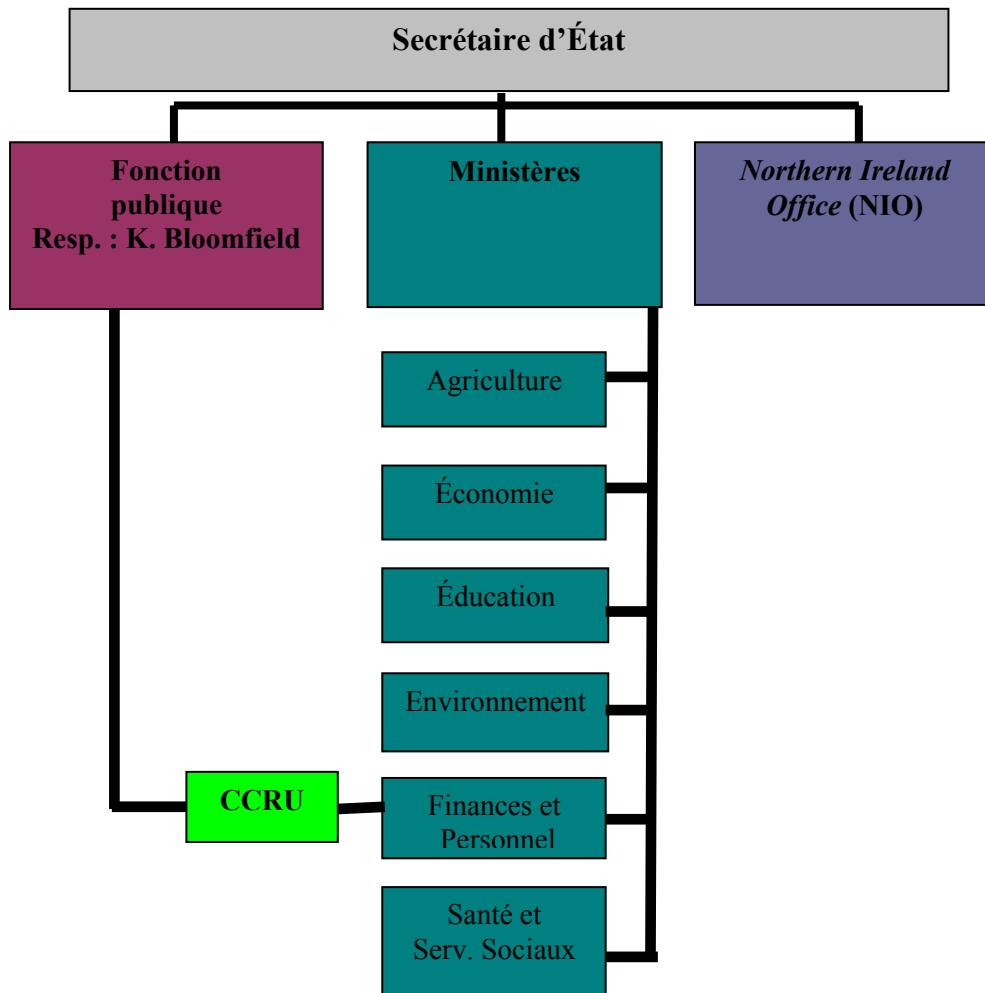 Secrétaire d’État
Fonction
publique
Resp. : K. Bloomfield
Ministères
Northern Ireland
Office (NIO)
Agriculture
Économie
Éducation
Environnement
CCRU
Finances et
Personnel
Santé et
Serv. Sociaux